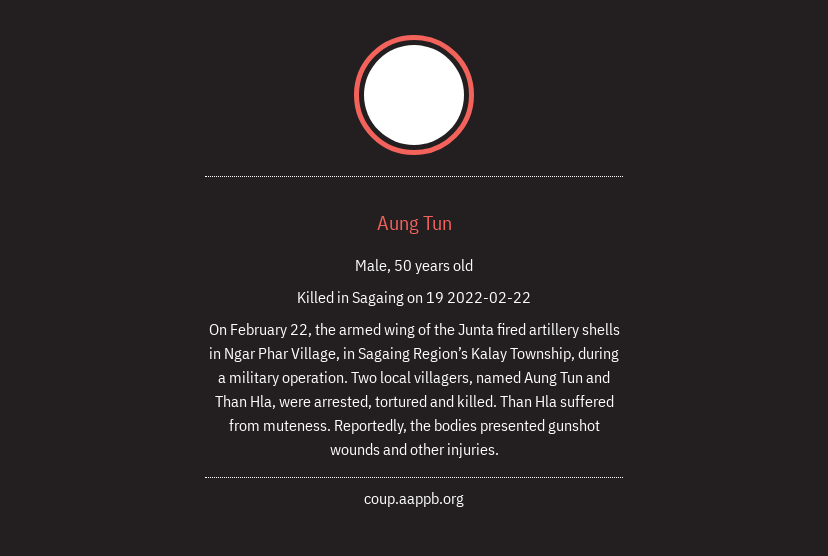 Aung Tun
Male, 50 years old
Killed in Sagaing on 19 2022-02-22
On February 22, the armed wing of the Junta fired artillery shells
in Ngar Phar Village, in Sagaing Region’s Kalay Township, during
a military operation. Two local villagers, named Aung Tun and
Than Hla, were arrested, tortured and killed. Than Hla suffered
from muteness. Reportedly, the bodies presented gunshot
wounds and other injuries.
coup.aappb.org